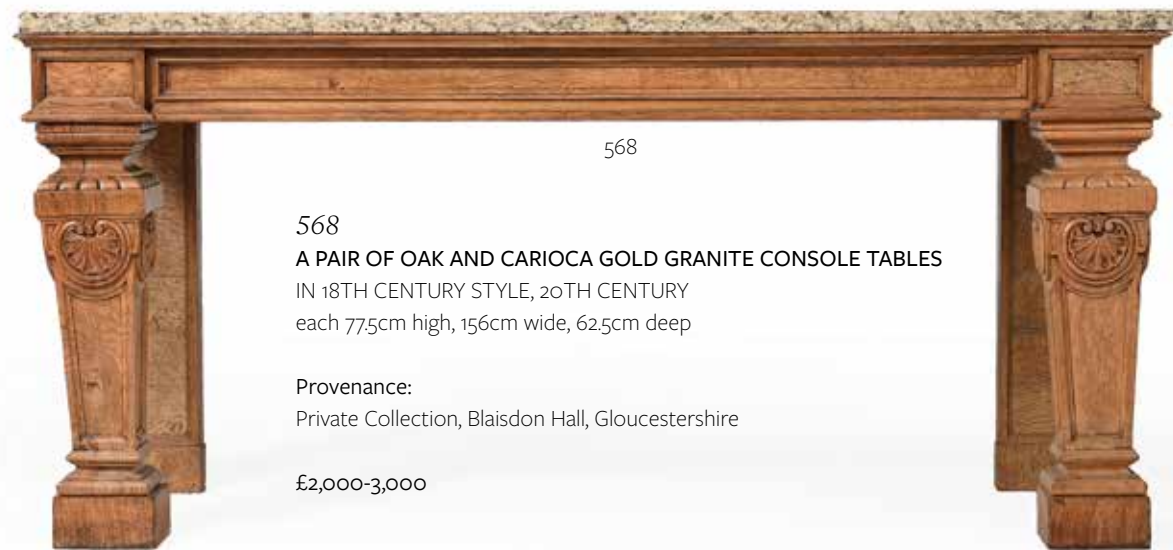 568
568
A PAIR OF OAK AND CARIOCA GOLD GRANITE CONSOLE TABLES
IN 18TH CENTURY STYLE, 20TH CENTURY
each 77.5cm high, 156cm wide, 62.5cm deep
Provenance:
Private Collection, Blaisdon Hall, Gloucestershire
£2,000-3,000